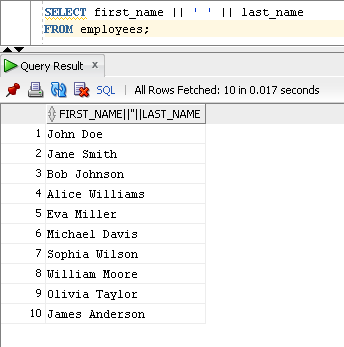 SELECT first_name || ' ' || last_name
FROM employees;
Query Result x
SQL | All Rows Fetched: 10 in 0.017 seconds
FIRST_NAME||''||LAST_NAME
1 John Doe
2 Jane Smith
3 Bob Johnson
4 Alice Williams
5 Eva Miller
6 Michael Davis
7 Sophia Wilson
8 William Moore
9 Olivia Taylor
10 James Anderson